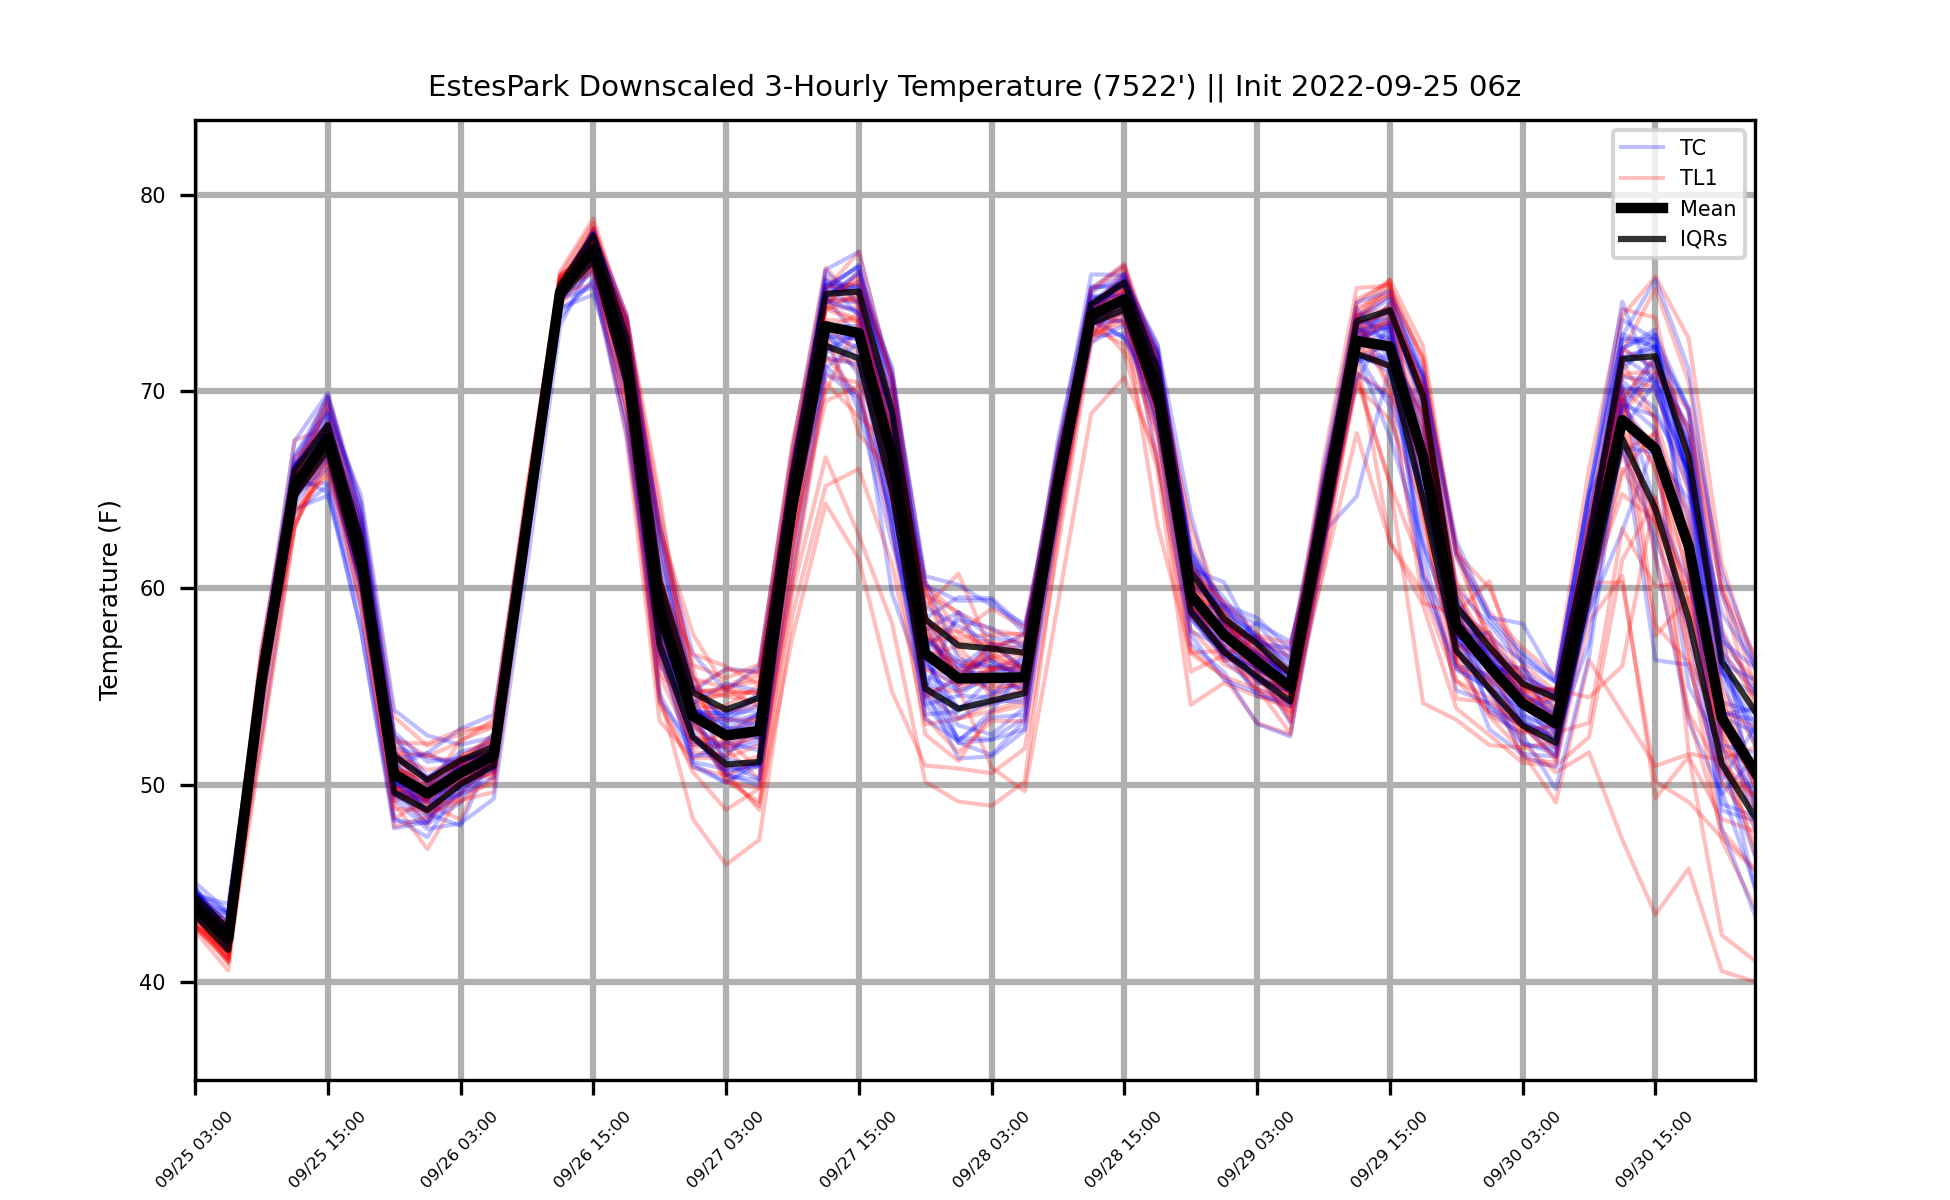 EstesPark Downscaled 3-Hourly Temperature (7522') || Init 2022-09-25 06z
TC
TL1
Mean
IQRs
Temperature (F)
80
70
60
50
40
09/25 03:00
09/25 15:00
09/26 03:00
09/26 15:00
09/27 03:00
09/27 15:00
09/28 03:00
09/28 15:00
09/29 03:00
09/29 15:00
09/30 03:00
09/30 15:00